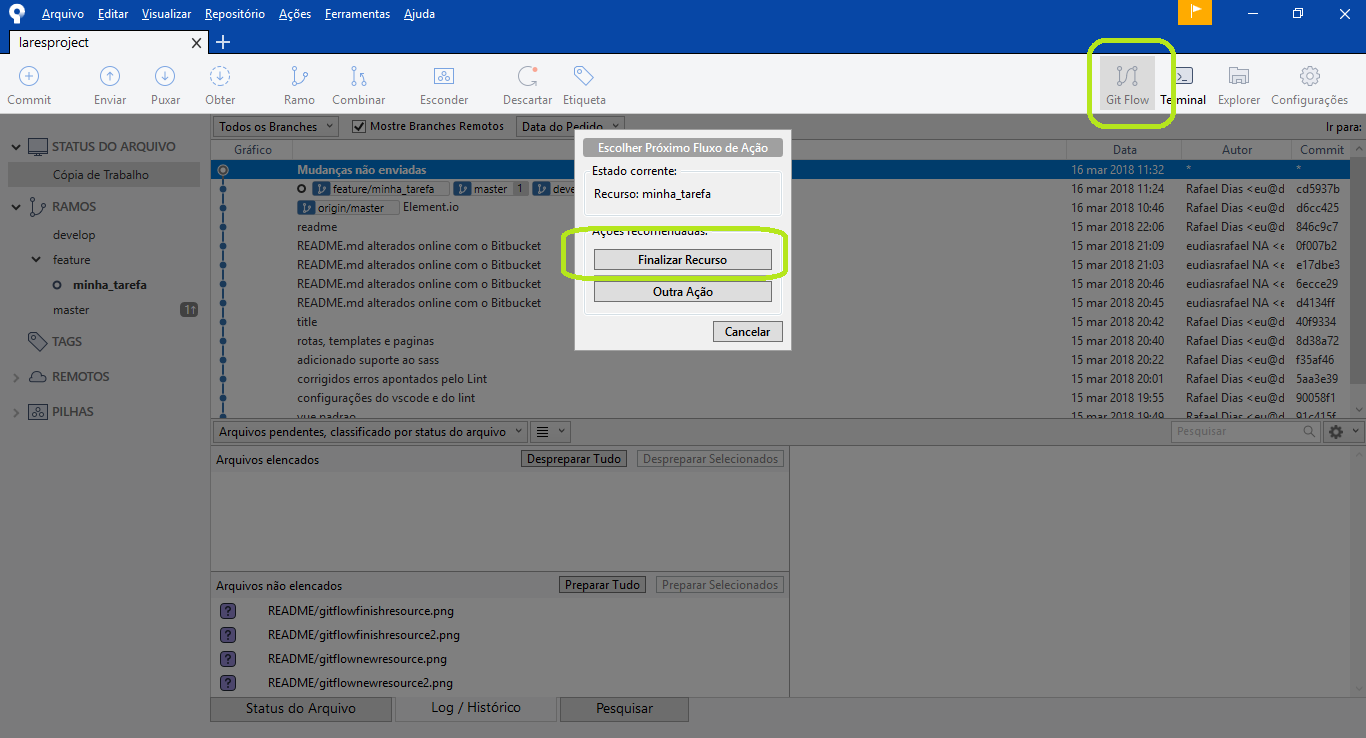 Arquivo Editar Visualizar Repositório Ações Ferramentas Ajuda
laresproject
Commit Enviar Puxar Obter Ramo Combinar Esconder Descartar Etiqueta Git Flow Terminal Explorer Configurações
Todos os Branches Mostre Branches Remotos Data do Pedido Ir para:
STATUS DO ARQUIVO
Cópia de Trabalho
RAMOS
develop
feature
minha_tarefa
master 1↑
TAGS
REMOTOS
PILHAS
Gráfico Data Autor Commit
Mudanças não enviadas 16 mar 2018 11:32 * *
feature/minha_tarefa master 1 deve 16 mar 2018 11:24 Rafael Dias <eu@d cd5937b
origin/master Element.io 16 mar 2018 10:46 Rafael Dias <eu@d d6cc425
readme 15 mar 2018 22:06 Rafael Dias <eu@d 846c9c7
README.md alterados online com o Bitbucket 15 mar 2018 21:09 eudiasrafael NA <e 0f007b2
README.md alterados online com o Bitbucket 15 mar 2018 21:03 eudiasrafael NA <e e17dbe3
README.md alterados online com o Bitbucket 15 mar 2018 20:46 eudiasrafael NA <e 6ecce29
README.md alterados online com o Bitbucket 15 mar 2018 20:45 eudiasrafael NA <e d4134ff
title 15 mar 2018 20:42 Rafael Dias <eu@d 40f9334
rotas, templates e paginas 15 mar 2018 20:40 Rafael Dias <eu@d 8d38a72
adicionado suporte ao sass 15 mar 2018 20:22 Rafael Dias <eu@d f35af46
corrigidos erros apontados pelo Lint 15 mar 2018 20:01 Rafael Dias <eu@d 5aa3e39
configurações do vscode e do lint 15 mar 2018 19:55 Rafael Dias <eu@d 90058f1
vue padrao 15 mar 2018 19:49 Rafael Dias <eu@d 91c415f
Escolher Próximo Fluxo de Ação
Estado corrente:
Recurso: minha_tarefa
Ações recomendadas:
Finalizar Recurso
Outra Ação
Cancelar
Arquivos pendentes, classificado por status do arquivo Pesquisar
Arquivos elencados Despreparar Tudo Despreparar Selecionados
Arquivos não elencados Preparar Tudo Preparar Selecionados
? README/gitflowfinishresource.png
? README/gitflowfinishresource2.png
? README/gitflownewresource.png
? README/gitflownewresource2.png
Status do Arquivo Log / Histórico Pesquisar